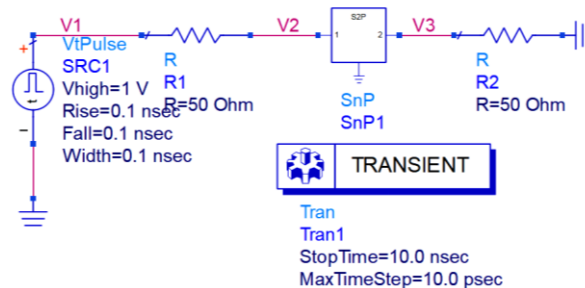 V1
V2
V3
S2P
1
2
+
-
VtPulse
SRC1
Vhigh=1 V
Rise=0.1 nsec
Fall=0.1 nsec
Width=0.1 nsec
R
R1
R=50 Ohm
SnP
SnP1
R
R2
R=50 Ohm
TRANSIENT
Tran
Tran1
StopTime=10.0 nsec
MaxTimeStep=10.0 psec